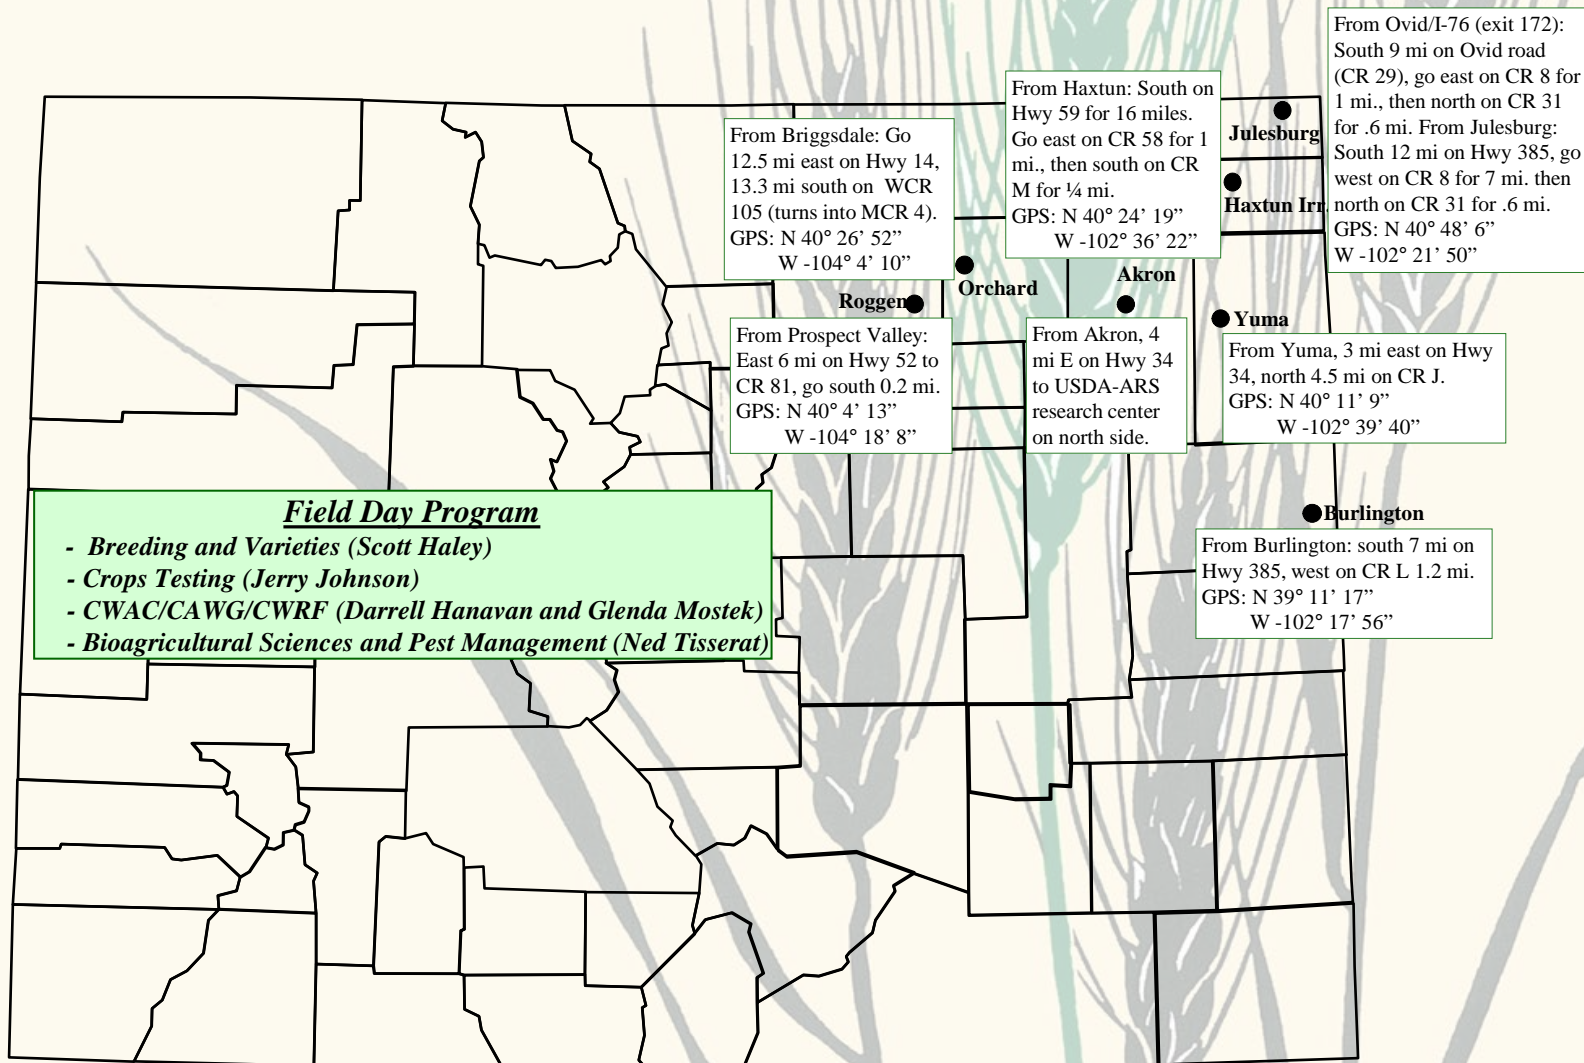 From Ovid/I-76 (exit 172):
South 9 mi on Ovid road
(CR 29), go east on CR 8 for
1 mi., then north on CR 31
for .6 mi. From Julesburg:
South 12 mi on Hwy 385, go
west on CR 8 for 7 mi. then
north on CR 31 for .6 mi.
GPS: N 40° 48’ 6”
W -102° 21’ 50”
From Haxtun: South on
Hwy 59 for 16 miles.
Go east on CR 58 for 1
mi., then south on CR
M for ¼ mi.
GPS: N 40° 24’ 19”
W -102° 36’ 22”
Julesburg
Haxtun Irr
From Briggsdale: Go
12.5 mi east on Hwy 14,
13.3 mi south on WCR
105 (turns into MCR 4).
GPS: N 40° 26’ 52”
W -104° 4’ 10”
Orchard
Akron
Roggen
Yuma
From Prospect Valley:
East 6 mi on Hwy 52 to
CR 81, go south 0.2 mi.
GPS: N 40° 4’ 13”
W -104° 18’ 8”
From Akron, 4
mi E on Hwy 34
to USDA-ARS
research center
on north side.
From Yuma, 3 mi east on Hwy
34, north 4.5 mi on CR J.
GPS: N 40° 11’ 9”
W -102° 39’ 40”
Field Day Program
- Breeding and Varieties (Scott Haley)
- Crops Testing (Jerry Johnson)
- CWAC/CAWG/CWRF (Darrell Hanavan and Glenda Mostek)
- Bioagricultural Sciences and Pest Management (Ned Tisserat)
Burlington
From Burlington: south 7 mi on
Hwy 385, west on CR L 1.2 mi.
GPS: N 39° 11’ 17”
W -102° 17’ 56”